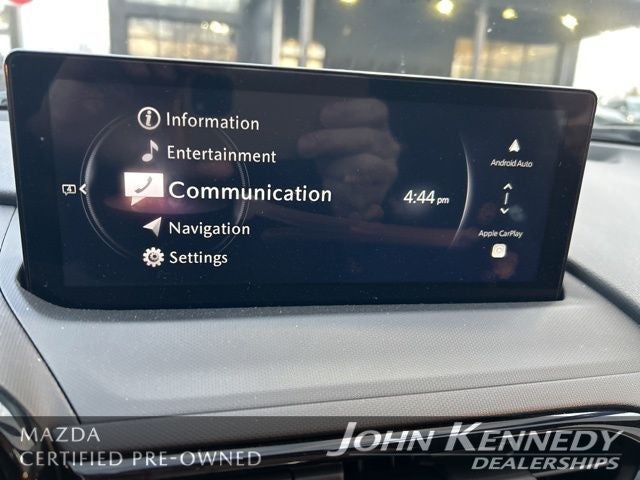 Information
Entertainment
Communication
4:44 pm
Navigation
Settings
Android Auto
Apple CarPlay
MAZDA
CERTIFIED PRE-OWNED
JOHN KENNEDY
DEALERSHIPS